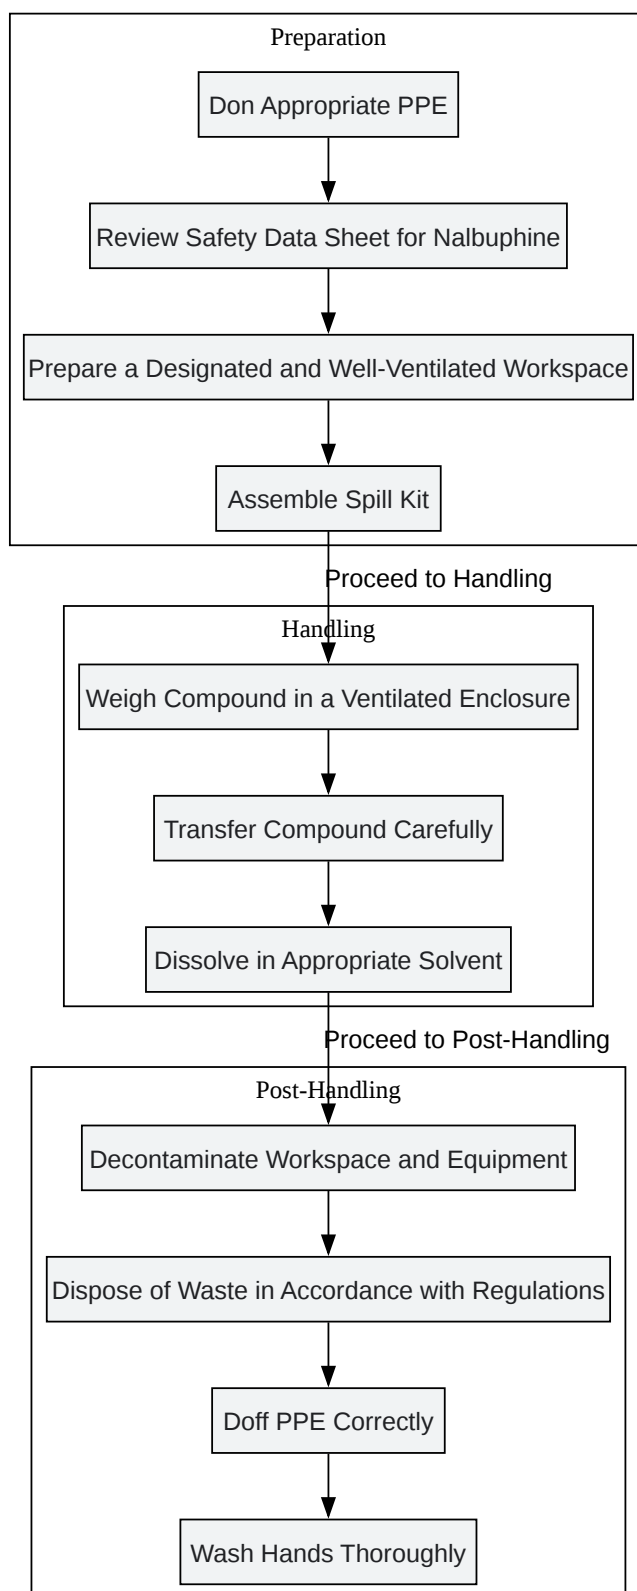 Preparation
Don Appropriate PPE
Review Safety Data Sheet for Nalbuphine
Prepare a Designated and Well-Ventilated Workspace
Assemble Spill Kit
Proceed to Handling
Handling
Weigh Compound in a Ventilated Enclosure
Transfer Compound Carefully
Dissolve in Appropriate Solvent
Proceed to Post-Handling
Post-Handling
Decontaminate Workspace and Equipment
Dispose of Waste in Accordance with Regulations
Doff PPE Correctly
Wash Hands Thoroughly